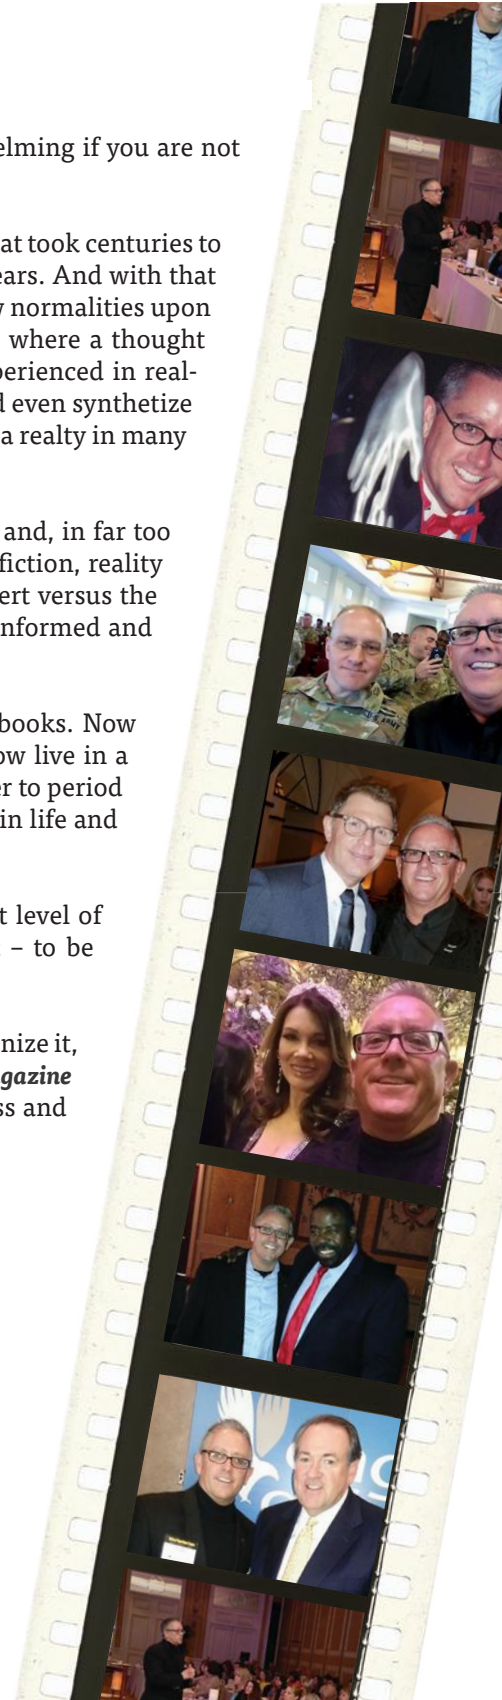 elming if you are not
at took centuries to
ears. And with that
normalities upon
where a thought
perienced in real-
d even synthetize
a realty in many
and, in far too
fiction, reality
ert versus the
nformed and
books. Now
ow live in a
er to period
in life and
t level of
– to be
nize it,
gazine
ss and
U.S. ARMY